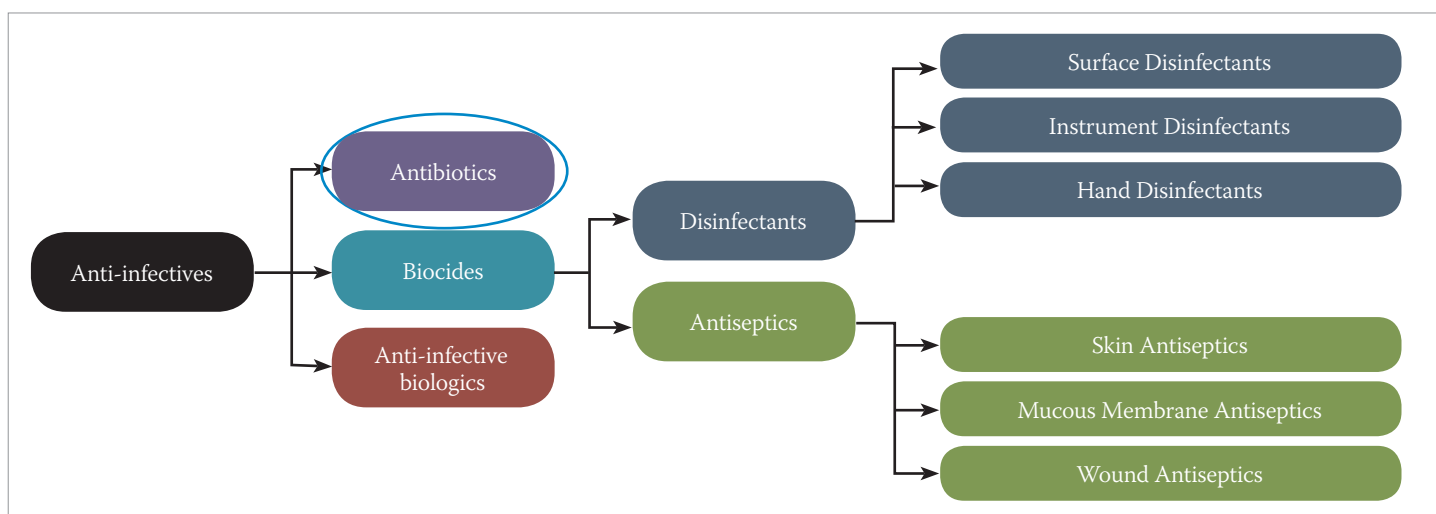 Anti-infectives
Antibiotics
Biocides
Anti-infective
biologics
Disinfectants
Antiseptics
Surface Disinfectants
Instrument Disinfectants
Hand Disinfectants
Skin Antiseptics
Mucous Membrane Antiseptics
Wound Antiseptics